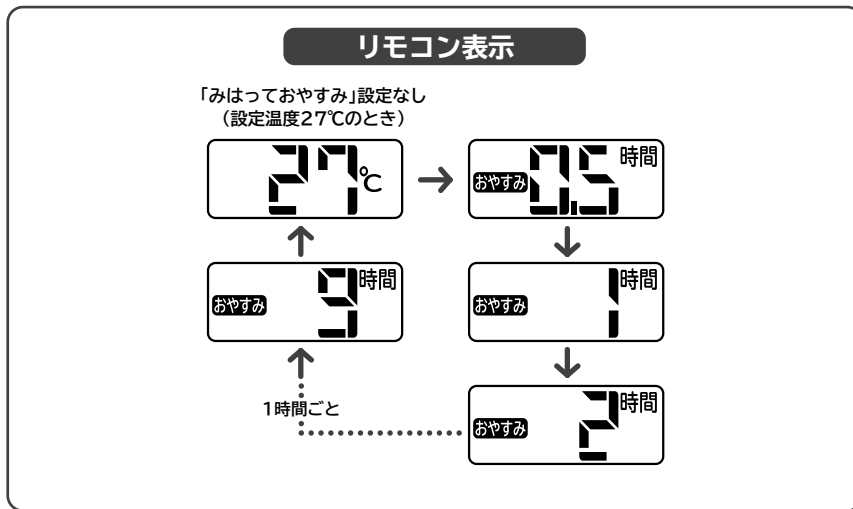 リモコン表示
「みはっておやすみ」設定なし
(設定温度27℃のとき)
27℃
おやすみ 0.5 時間
おやすみ 1 時間
おやすみ 2 時間
1時間ごと
おやすみ 9 時間